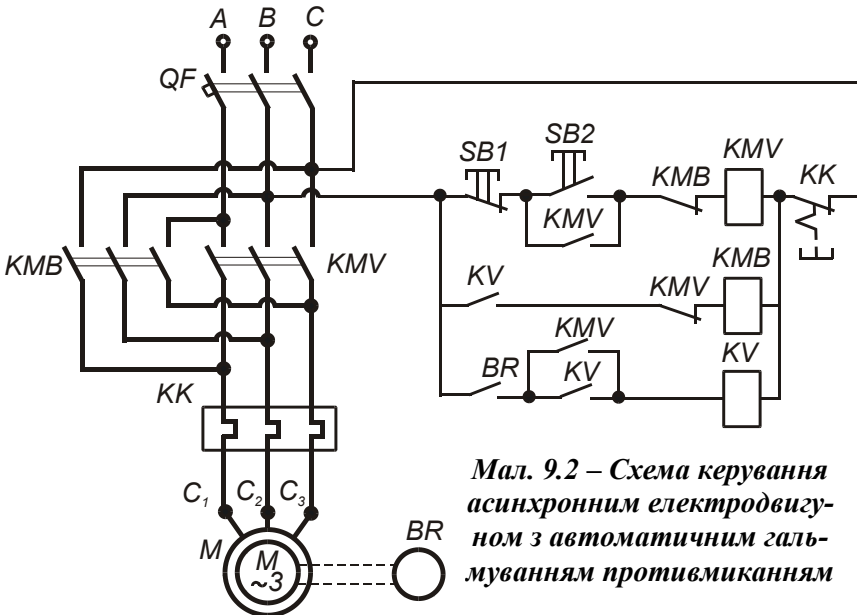 A B C
QF
SB1 SB2 KMV
KMB KK
KMV
KMB KMV
KV KMV KMB
KMV
BR KV KV
KK
C1 C2 C3
M M BR
~3
Мал. 9.2 – Схема керування
асинхронним електродвигу-
ном з автоматичним галь-
муванням противмиканням